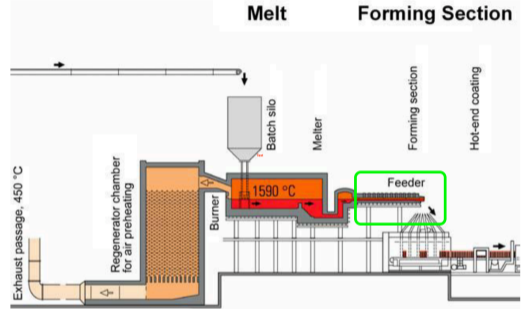 Melt
Forming Section
Exhaust passage, 450 °C
Regenerator chamber
for air preheating
Burner
Batch silo
Melter
Forming section
Hot-end coating
1590 °C
Feeder